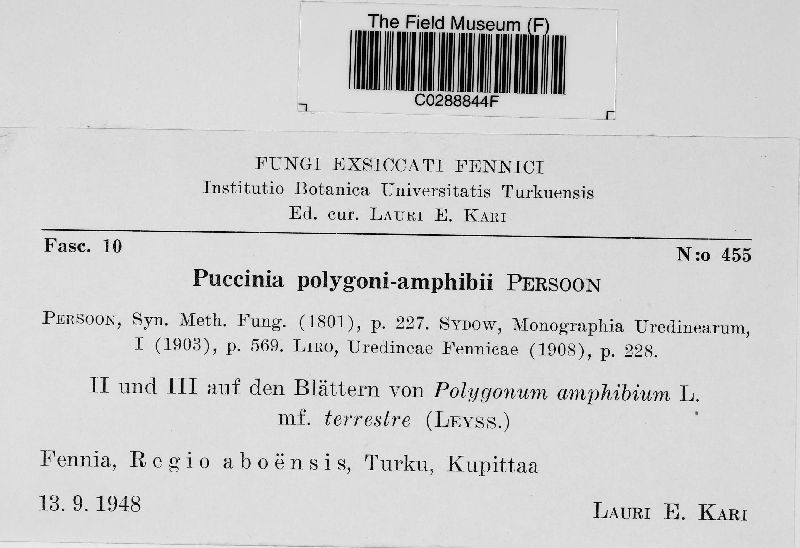 The Field Museum (F)
C0288844F
FUNGI EXSICCATI FENNICI
Institutio Botanica Universitatis Turkuensis
Ed. cur. LAURI E. KARI
Fasc. 10
N:o 455
Puccinia polygoni-amphibii PERSOON
PERSOON, Syn. Meth. Fung. (1801), p. 227. SYDOW, Monographia Uredinearum,
I (1903), p. 569. LIRO, Uredineae Fennicae (1908), p. 228.
II und III auf den Blättern von Polygonum amphibium L.
mf. terrestre (LEYSS.)
Fennia, Regio aboënsis, Turku, Kupittaa
13. 9. 1948
LAURI E. KARI